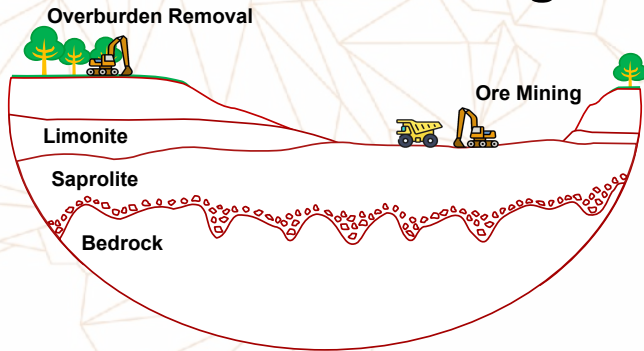 Overburden Removal
Ore Mining
Limonite
Saprolite
Bedrock